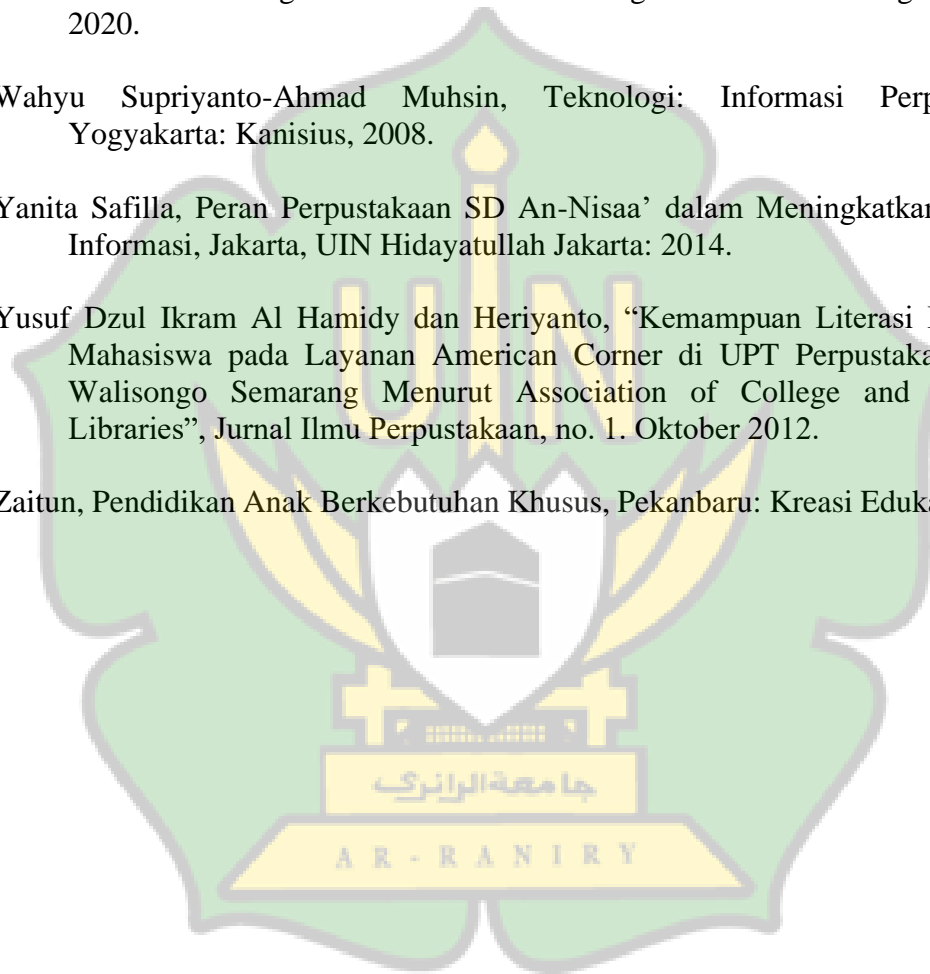 2020.
Wahyu Supriyanto-Ahmad Muhsin, Teknologi: Informasi
Yogyakarta: Kanisius, 2008.
Yanita Safilla, Peran Perpustakaan SD An-Nisaa’ dalam Meningkatkan
Informasi, Jakarta, UIN Hidayatullah Jakarta: 2014.
Yusuf Dzul Ikram Al Hamidy dan Heriyanto, “Kemampuan Literasi
Mahasiswa pada Layanan American Corner di UPT
Walisongo Semarang Menurut Association of College and
Libraries”, Jurnal Ilmu Perpustakaan, no. 1. Oktober 2012.
Zaitun, Pendidikan Anak Berkebutuhan Khusus, Pekanbaru: Kreasi
UIN
جامعة الرانري
AR-RANIRY